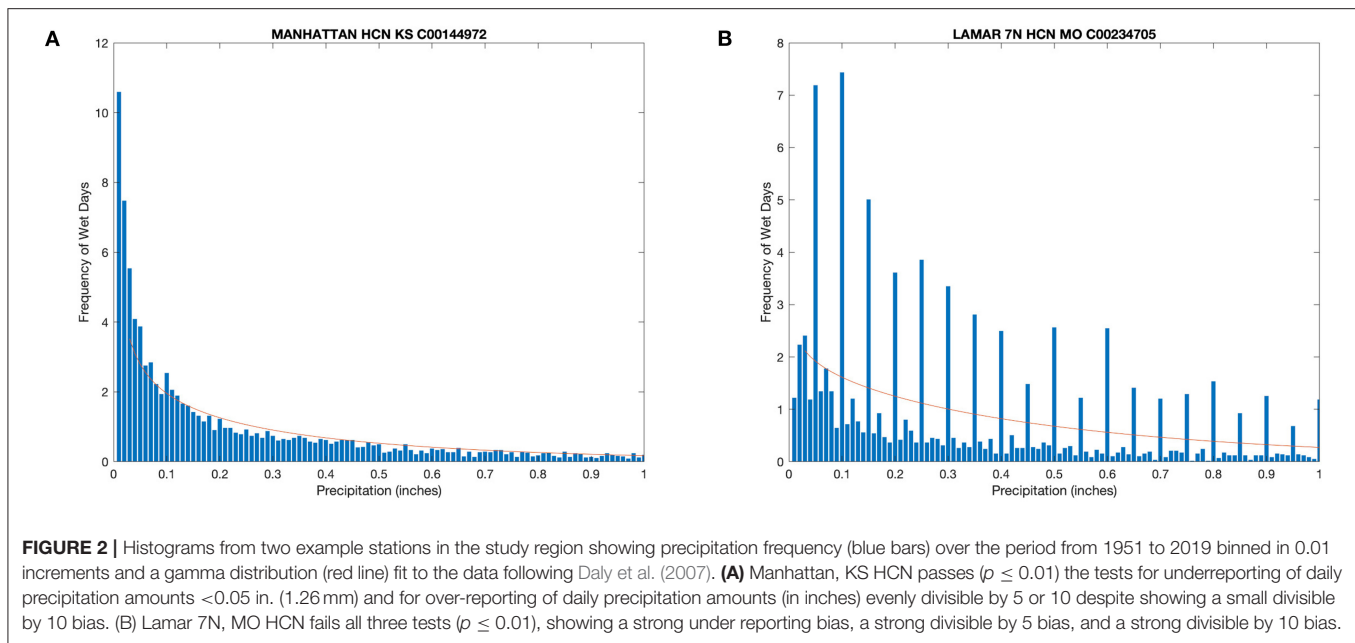 A
MANHATTAN HCN KS C00144972
12
10
8
6
4
2
0
Frequency of Wet Days
0 0.1 0.2 0.3 0.4 0.5 0.6 0.7 0.8 0.9 1
Precipitation (inches)
B
LAMAR 7N HCN MO C00234705
8
7
6
5
4
3
2
1
0
Frequency of Wet Days
0 0.1 0.2 0.3 0.4 0.5 0.6 0.7 0.8 0.9 1
Precipitation (inches)
FIGURE 2 | Histograms from two example stations in the study region showing precipitation frequency (blue bars) over the period from 1951 to 2019 binned in 0.01
increments and a gamma distribution (red line) fit to the data following Daly et al. (2007). (A) Manhattan, KS HCN passes (p ≤ 0.01) the tests for underreporting of daily
precipitation amounts <0.05 in. (1.26 mm) and for over-reporting of daily precipitation amounts (in inches) evenly divisible by 5 or 10 despite showing a small divisible
by 10 bias. (B) Lamar 7N, MO HCN fails all three tests (p ≤ 0.01), showing a strong under reporting bias, a strong divisible by 5 bias, and a strong divisible by 10 bias.